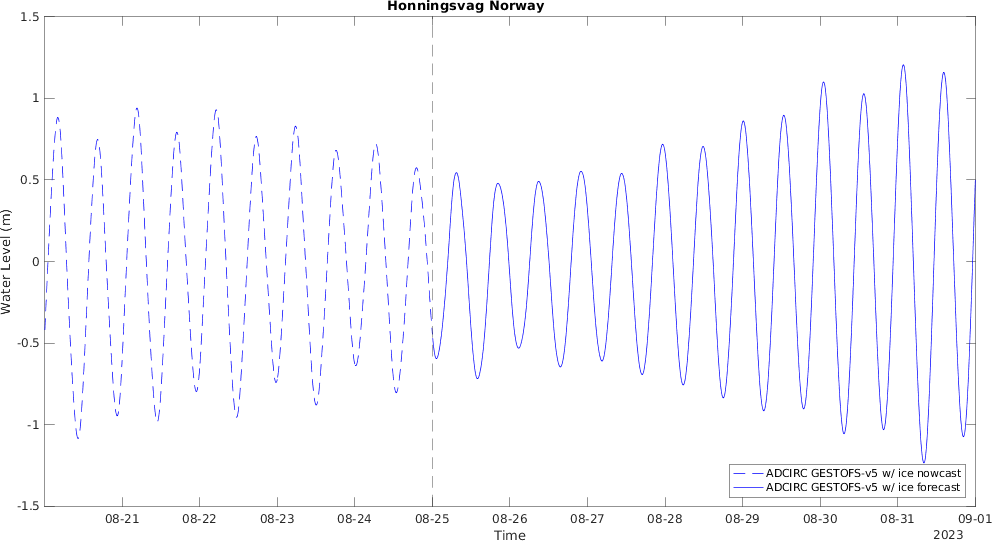 Honningsvag Norway
1.5
1
0.5
0
-0.5
-1
-1.5
Water Level (m)
ADCIRC GESTOFS-v5 w/ ice nowcast
ADCIRC GESTOFS-v5 w/ ice forecast
08-21 08-22 08-23 08-24 08-25 08-26 08-27 08-28 08-29 08-30 08-31 09-01
Time
2023